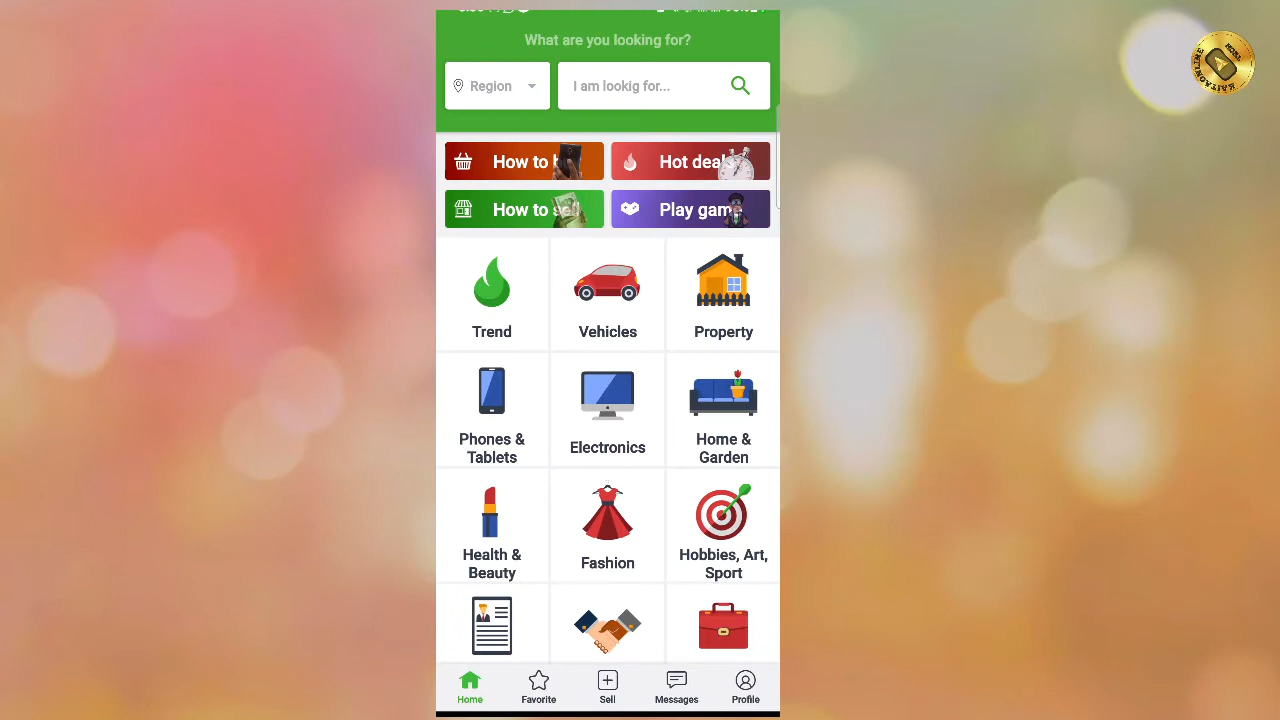 What are you looking for?
Region
I am lookig for...
How to
Hot deal
How to sell
Play gam
Trend
Vehicles
Property
Phones &
Tablets
Electronics
Home &
Garden
Health &
Beauty
Fashion
Hobbies, Art,
Sport
Home
Favorite
Sell
Messages
Profile